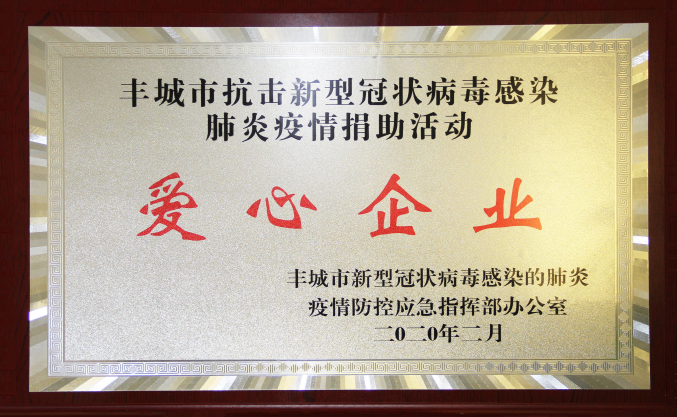 丰城市抗击新型冠状病毒感染
肺炎疫情捐助活动
爱心企业
丰城市新型冠状病毒感染的肺炎
疫情防控应急指挥部办公室
二〇二〇年二月